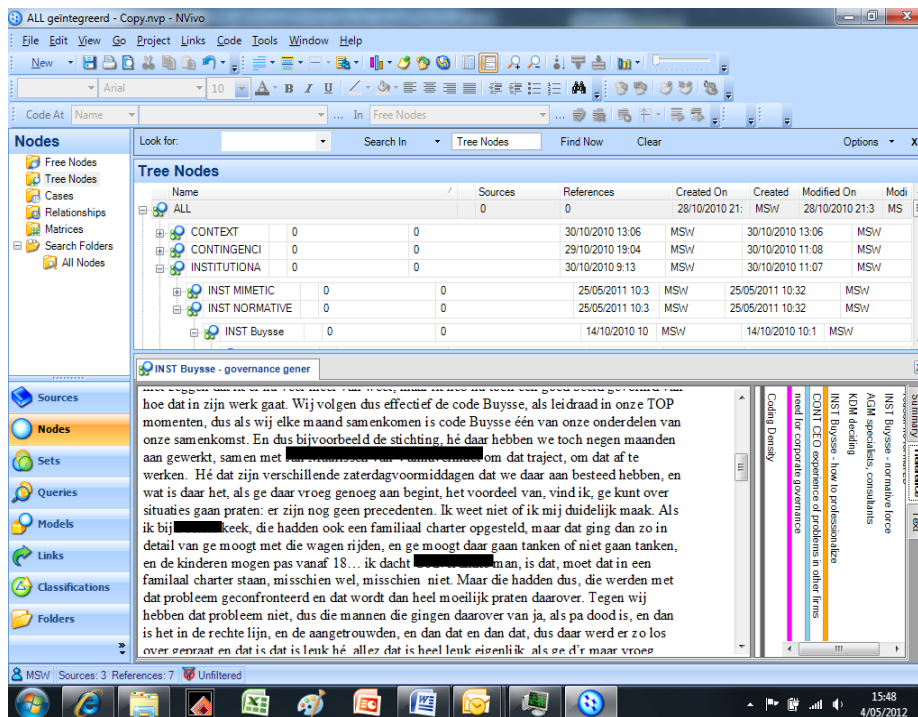 ALL geïntegreerd - Copy.nvp - NVivo
File Edit View Go Project Links Code Tools Window Help
New
Arial 10 A B I U
Code At Name ... In Free Nodes ...
Nodes
Free Nodes
Tree Nodes
Cases
Relationships
Matrices
Search Folders
All Nodes
Look for: Search In Tree Nodes Find Now Clear Options x
Tree Nodes
Name Sources References Created On Created Modified On Modi
ALL 0 0 28/10/2010 21: MSW 28/10/2010 21:3 MS
CONTEXT 0 0 30/10/2010 13:06 MSW 30/10/2010 13:06 MSW
CONTINGENCI 0 0 29/10/2010 19:04 MSW 30/10/2010 11:08 MSW
INSTITUTIONA 0 0 30/10/2010 9:13 MSW 30/10/2010 11:07 MSW
INST MIMETIC 0 0 25/05/2011 10:3 MSW 25/05/2011 10:32 MSW
INST NORMATIVE 0 0 25/05/2011 10:3 MSW 25/05/2011 10:32 MSW
INST Buysse 0 0 14/10/2010 10 MSW 14/10/2010 10:1 MSW
Sources
Nodes
Sets
Queries
Models
Links
Classifications
Folders
INST Buysse - governance gener
hoe dat in zijn werk gaat. Wij volgen dus effectief de code Buysse, als leidraad in onze TOP
momenten, dus als wij elke maand samenkomen is code Buysse één van onze onderdelen van
onze samenkomst. En dus bijvoorbeeld de stichting, hé daar hebben we toch negen maanden
aan gewerkt, samen met om dat traject, om dat af te
werken. Hé dat zijn verschillende zaterdagvoormiddagen dat we daar aan besteed hebben, en
wat is daar het, als ge daar vroeg genoeg aan begint, het voordeel van, vind ik, ge kunt over
situaties gaan praten: er zijn nog geen precedenten. Ik weet niet of ik mij duidelijk maak. Als
ik bij keek, die hadden ook een familiaal charter opgesteld, maar dat ging dan zo in
detail van ge moogt met die wagen rijden, en ge moogt daar gaan tanken of niet gaan tanken,
en de kinderen mogen pas vanaf 18… ik dacht man, is dat, moet dat in een
familaal charter staan, misschien wel, misschien niet. Maar die hadden dus, die werden met
dat probleem geconfronteerd en dat wordt dan heel moeilijk praten daarover. Tegen wij
hebben dat probleem niet, dus die mannen die gingen daarover van ja, als pa dood is, en dan
is het in de rechte lijn, en de aangetrouwden, en dan dat en dan dat, dus daar werd er zo los
over gepraat en dat is dat is leuk hé, allez dat is heel leuk eigenlijk, als ge d'r maar vroeg
Coding Density
need for corporate governance
CONT CEO experience of problems in other firms
INST Buysse - how to professionalize
KDM deciding
AGM specialists, consultants
INST Buysse - normative force
Summary
Text
MSW Sources: 3 References: 7 Unfiltered
15:48
4/05/2012